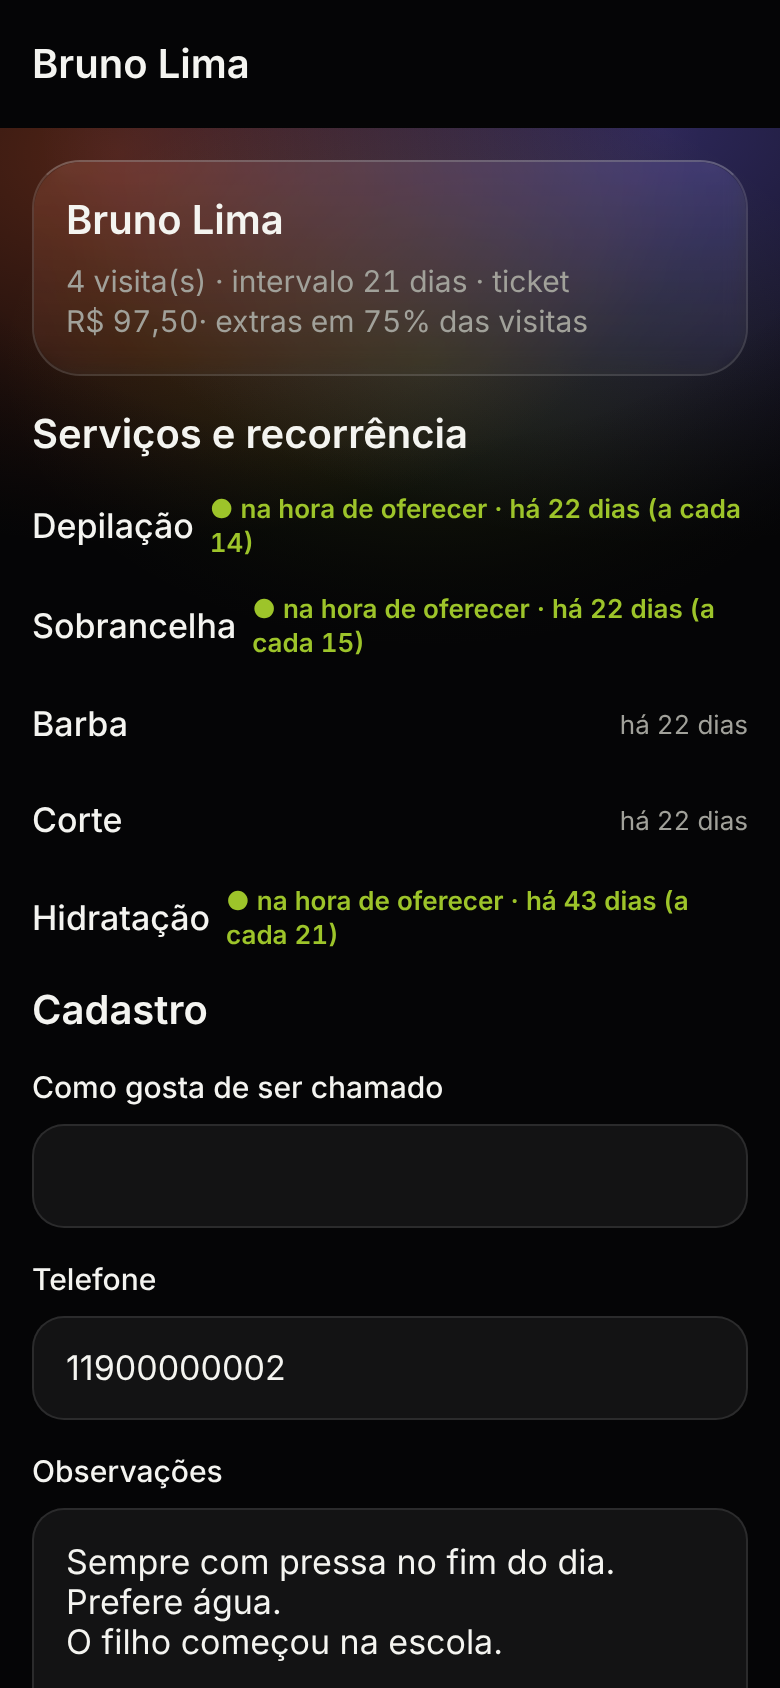 Bruno Lima
Bruno Lima
4 visita(s) · intervalo 21 dias · ticket
R$ 97,50· extras em 75% das visitas
Serviços e recorrência
Depilação
● na hora de oferecer · há 22 dias (a cada
14)
Sobrancelha
● na hora de oferecer · há 22 dias (a
cada 15)
Barba
há 22 dias
Corte
há 22 dias
Hidratação
● na hora de oferecer · há 43 dias (a
cada 21)
Cadastro
Como gosta de ser chamado
Telefone
11900000002
Observações
Sempre com pressa no fim do dia.
Prefere água.
O filho começou na escola.